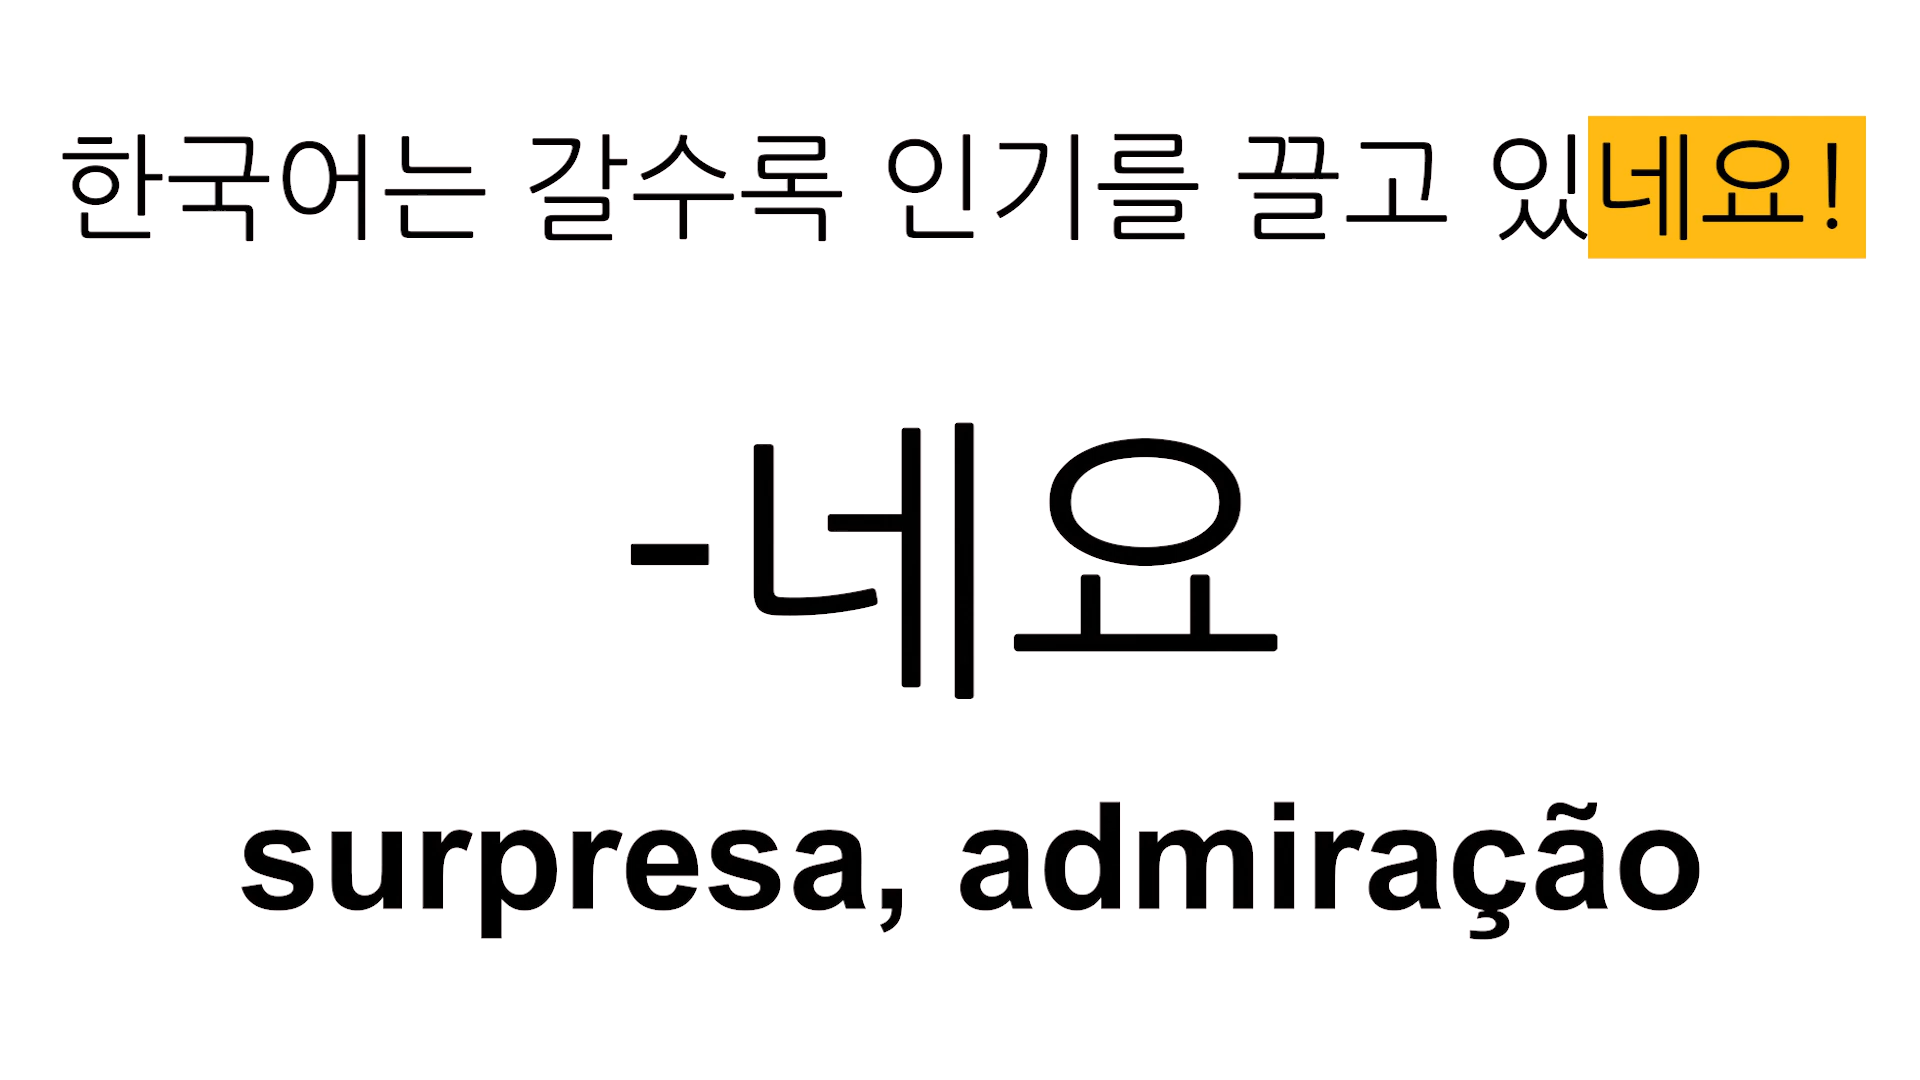 한국어는 갈수록 인기를 끌고 있네요!
-네요
surpresa, admiração